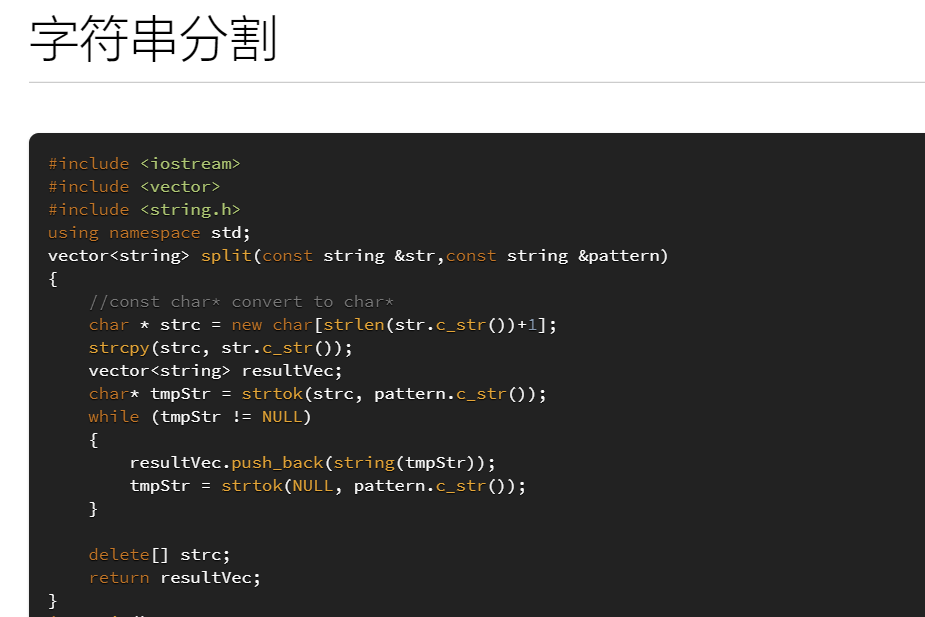 字符串分割
#include <iostream>
#include <vector>
#include <string.h>
using namespace std;
vector<string> split(const string &str,const string &pattern)
{
    //const char* convert to char*
    char * strc = new char[strlen(str.c_str())+1];
    strcpy(strc, str.c_str());
    vector<string> resultVec;
    char* tmpStr = strtok(strc, pattern.c_str());
    while (tmpStr != NULL)
    {
        resultVec.push_back(string(tmpStr));
        tmpStr = strtok(NULL, pattern.c_str());
    }
    delete[] strc;
    return resultVec;
}